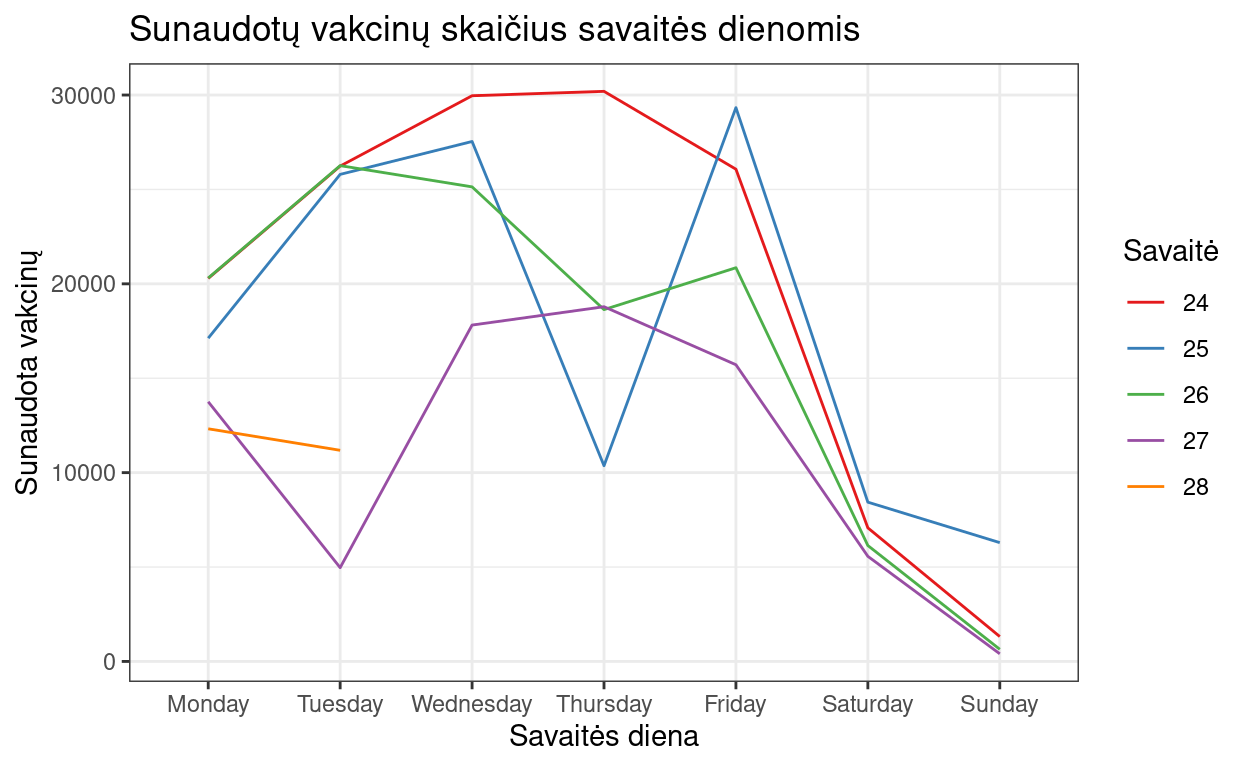 Sunaudotų vakcinų skaičius savaitės dienomis
Sunaudota vakcinų
30000
20000
10000
0
Monday Tuesday Wednesday Thursday Friday Saturday Sunday
Savaitės diena
Savaitė
24
25
26
27
28